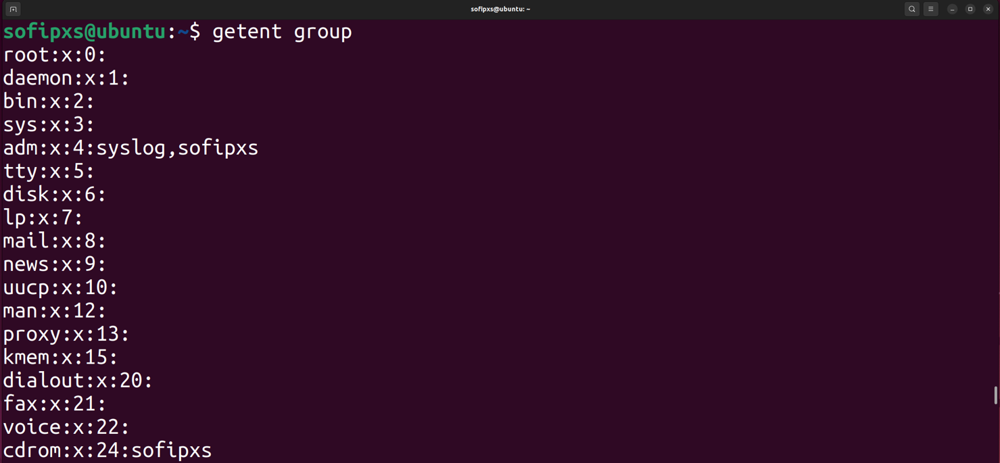 sofipxs@ubuntu: ~
sofipxs@ubuntu:~$ getent group
root:x:0:
daemon:x:1:
bin:x:2:
sys:x:3:
adm:x:4:syslog,sofipxs
tty:x:5:
disk:x:6:
lp:x:7:
mail:x:8:
news:x:9:
uucp:x:10:
man:x:12:
proxy:x:13:
kmem:x:15:
dialout:x:20:
fax:x:21:
voice:x:22:
cdrom:x:24:sofipxs